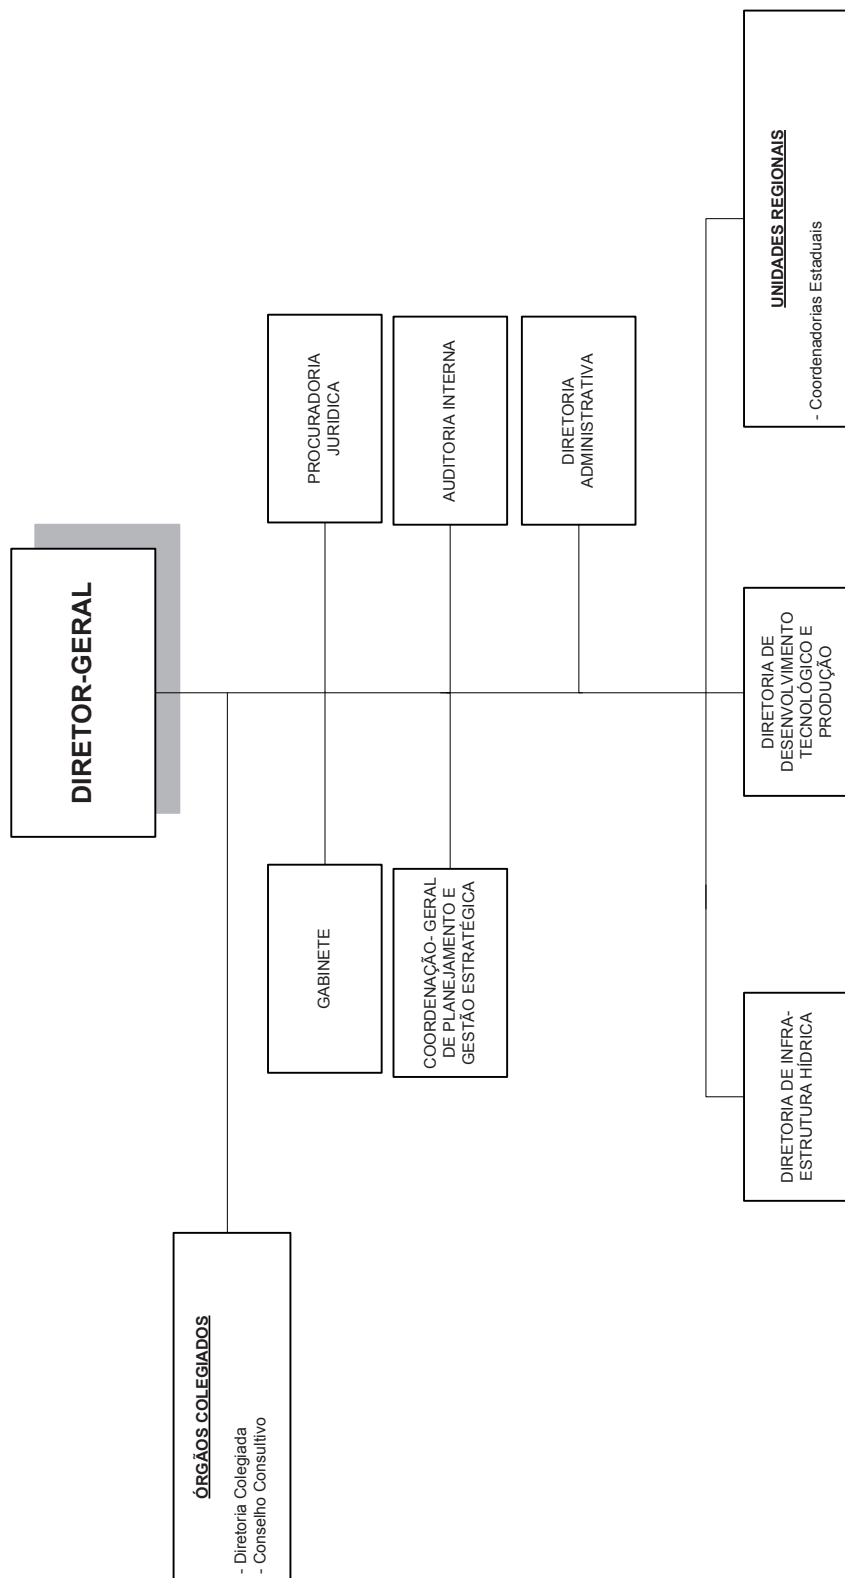 DIRETOR-GERAL
ÓRGÃOS COLEGIADOS
- Diretoria Colegiada
- Conselho Consultivo
GABINETE
PROCURADORIA
JURIDICA
COORDENAÇÃO- GERAL
DE PLANEJAMENTO E
GESTÃO ESTRATÉGICA
AUDITORIA INTERNA
DIRETORIA
ADMINISTRATIVA
DIRETORIA DE INFRA-
ESTRUTURA HÍDRICA
DIRETORIA DE
DESENVOLVIMENTO
TECNOLÓGICO E
PRODUÇÃO
UNIDADES REGIONAIS
- Coordenadorias Estaduais